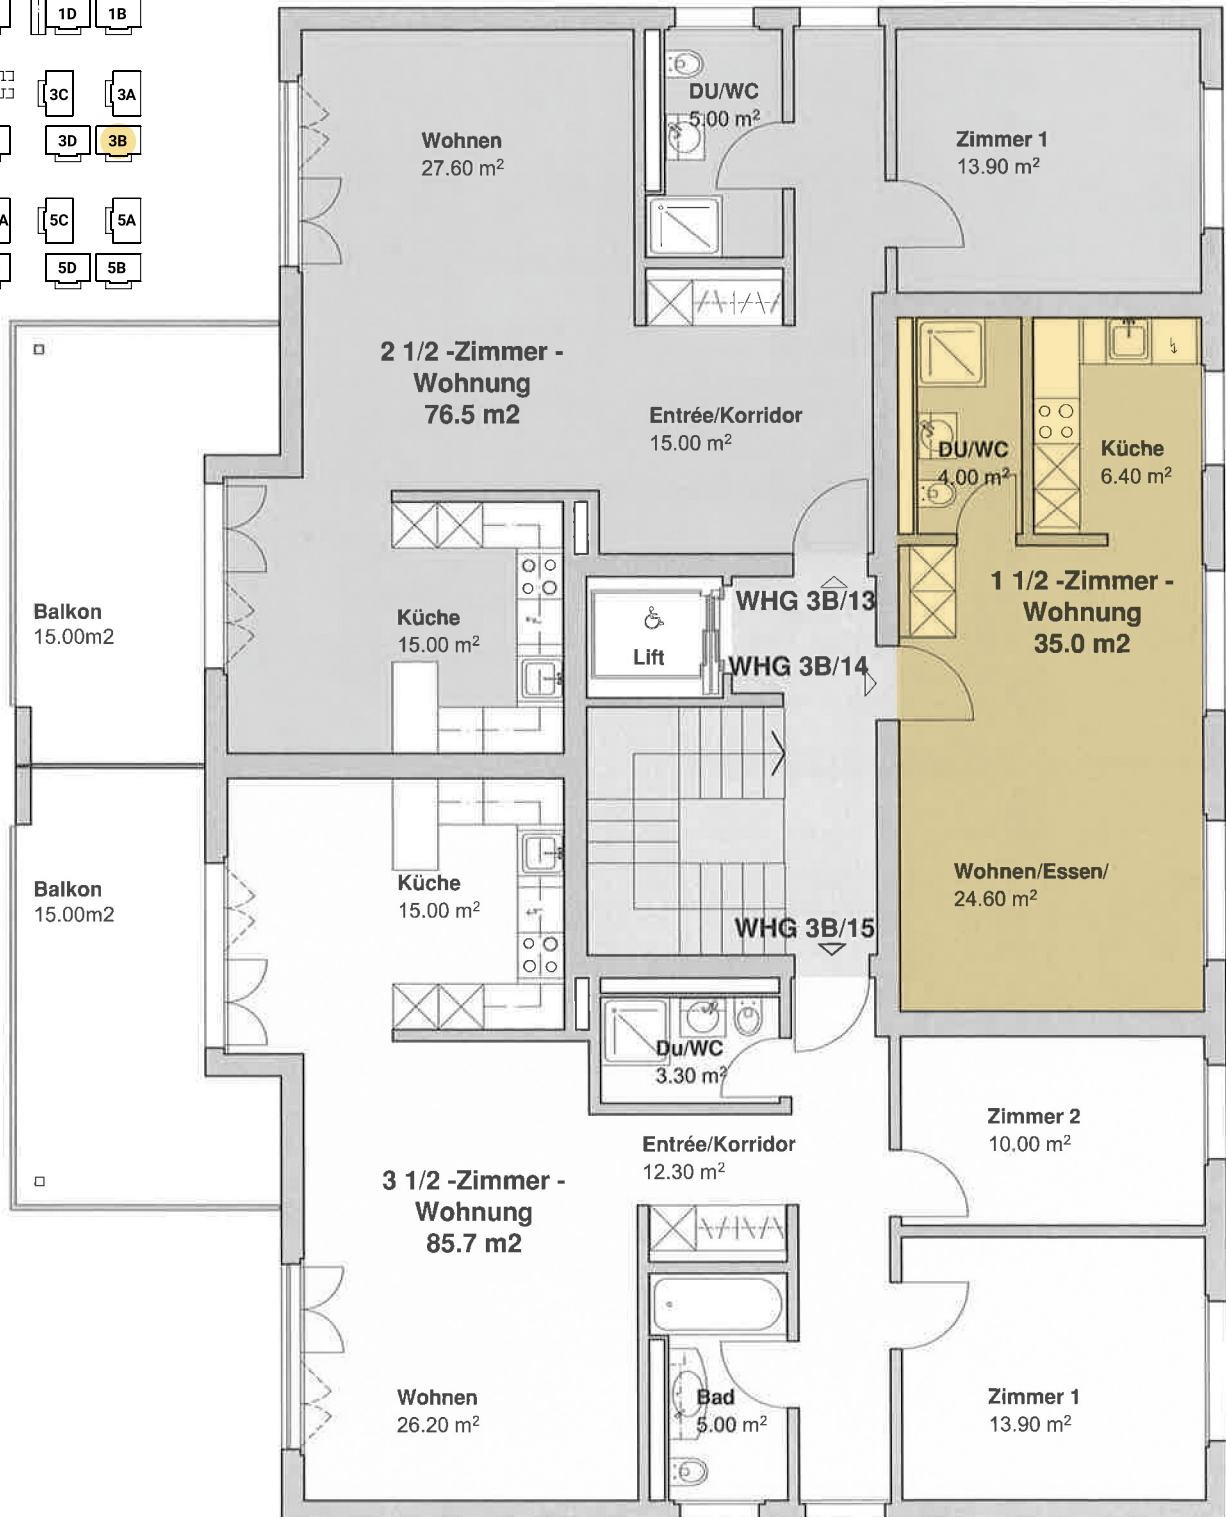 1D 1B
3C 3A
3D 3B
A 5C 5A
5D 5B
DU/WC
5.00 m²
Wohnen
27.60 m²
Zimmer 1
13.90 m²
2 1/2 -Zimmer -
Wohnung
76.5 m2
Entrée/Korridor
15.00 m²
DU/WC
4.00 m²
Küche
6.40 m²
1 1/2 -Zimmer -
Wohnung
35.0 m2
Balkon
15.00m2
Küche
15.00 m²
Lift
WHG 3B/13
WHG 3B/14
Wohnen/Essen/
24.60 m²
Balkon
15.00m2
Küche
15.00 m²
WHG 3B/15
Du/WC
3.30 m²
Zimmer 2
10.00 m²
Entrée/Korridor
12.30 m²
3 1/2 -Zimmer -
Wohnung
85.7 m2
Wohnen
26.20 m²
Bad
5.00 m²
Zimmer 1
13.90 m²